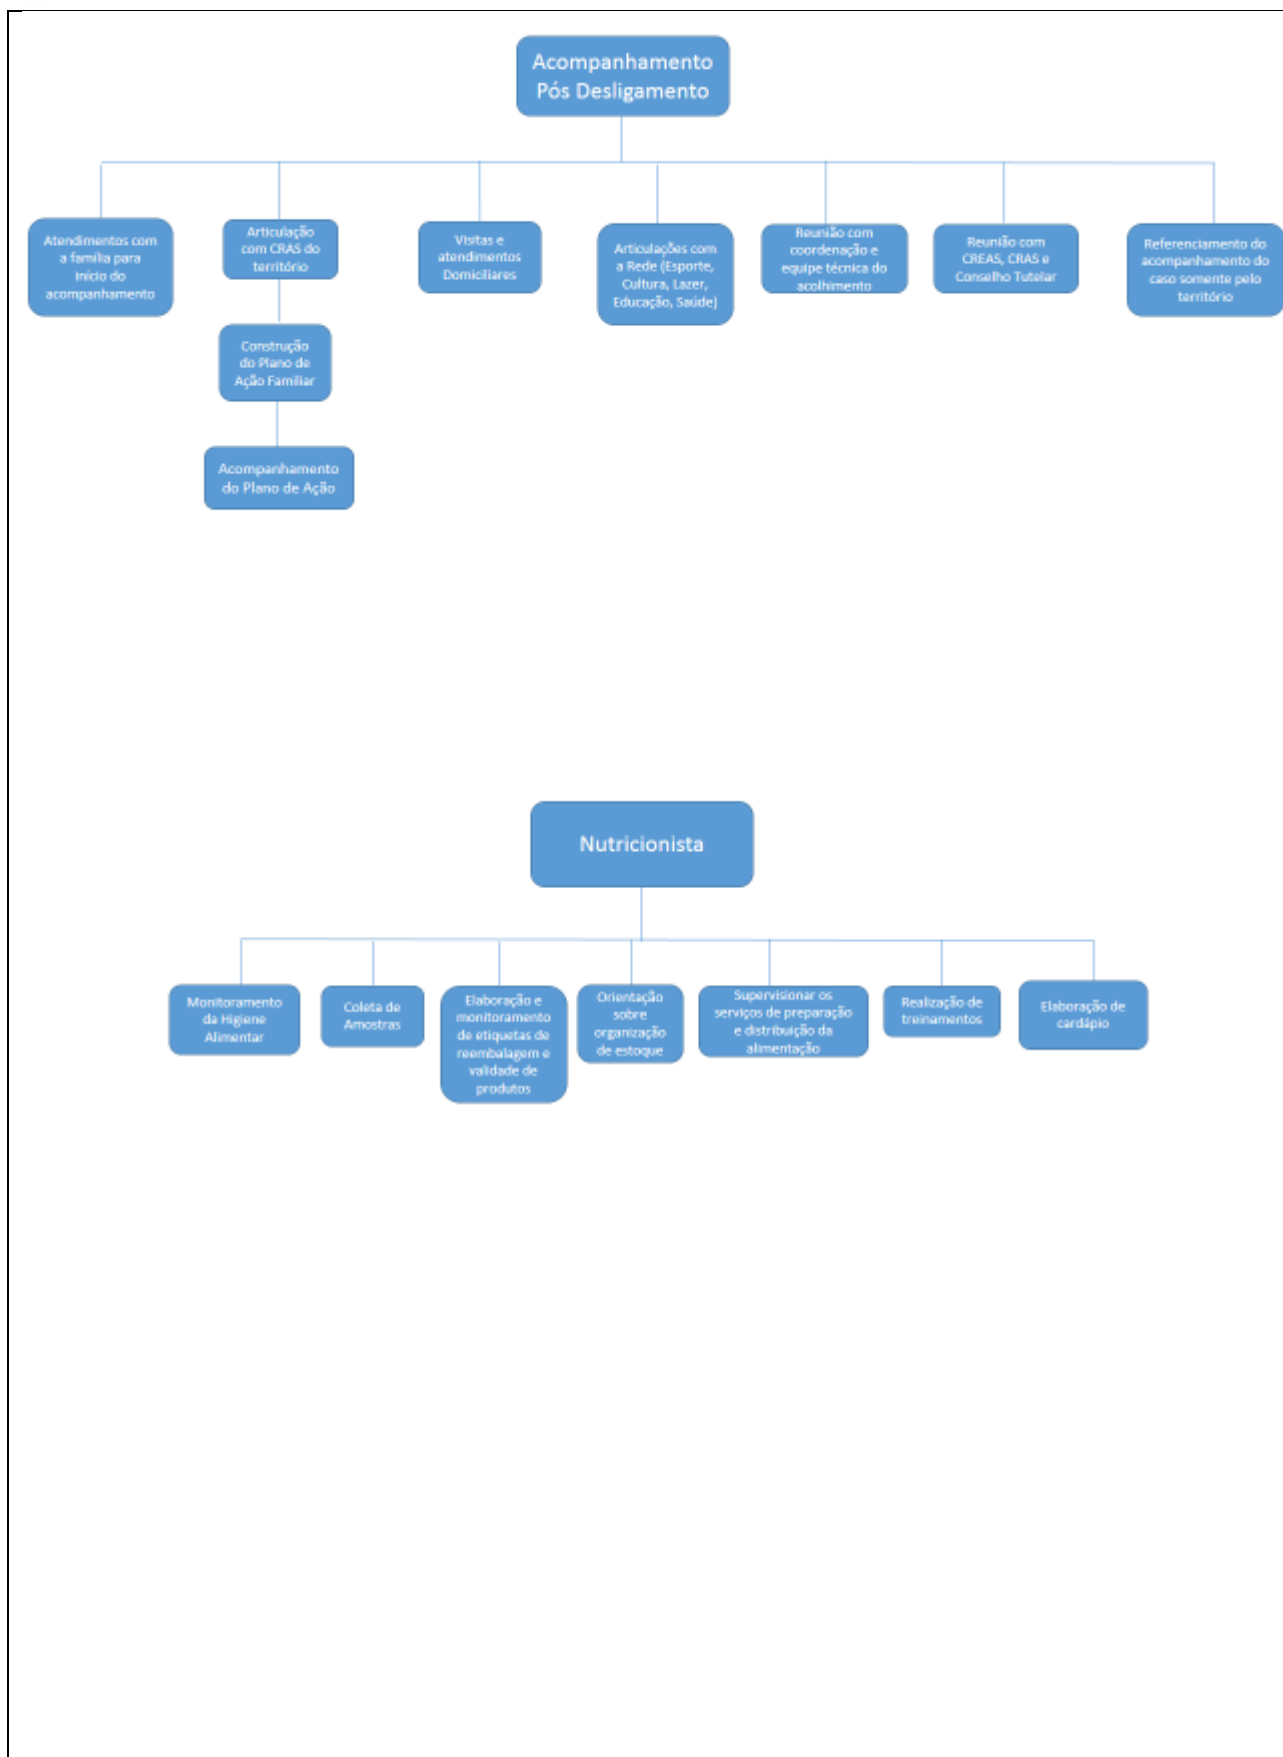 Acompanhamento
Pós Desligamento
Atendimentos com
a família para
início do
acompanhamento
Articulação
com CRAS do
território
Construção
do Plano de
Ação Familiar
Acompanhamento
do Plano de Ação
Visitas e
atendimentos
Domiciliares
Articulações com
a Rede (Esporte,
Cultura, Lazer,
Educação, Saúde)
Reunião com
coordenação e
equipe técnica do
acolhimento
Reunião com
CREAS, CRAS e
Conselho Tutelar
Referenciamento do
acompanhamento do
caso somente pelo
território
Nutricionista
Monitoramento
da Higiene
Alimentar
Coleta de
Amostras
Elaboração e
monitoramento
de etiquetas de
reembalagem e
validade de
produtos
Orientação
sobre
organização
de estoque
Supervisionar os
serviços de preparação
e distribuição da
alimentação
Realização de
treinamentos
Elaboração de
cardápio